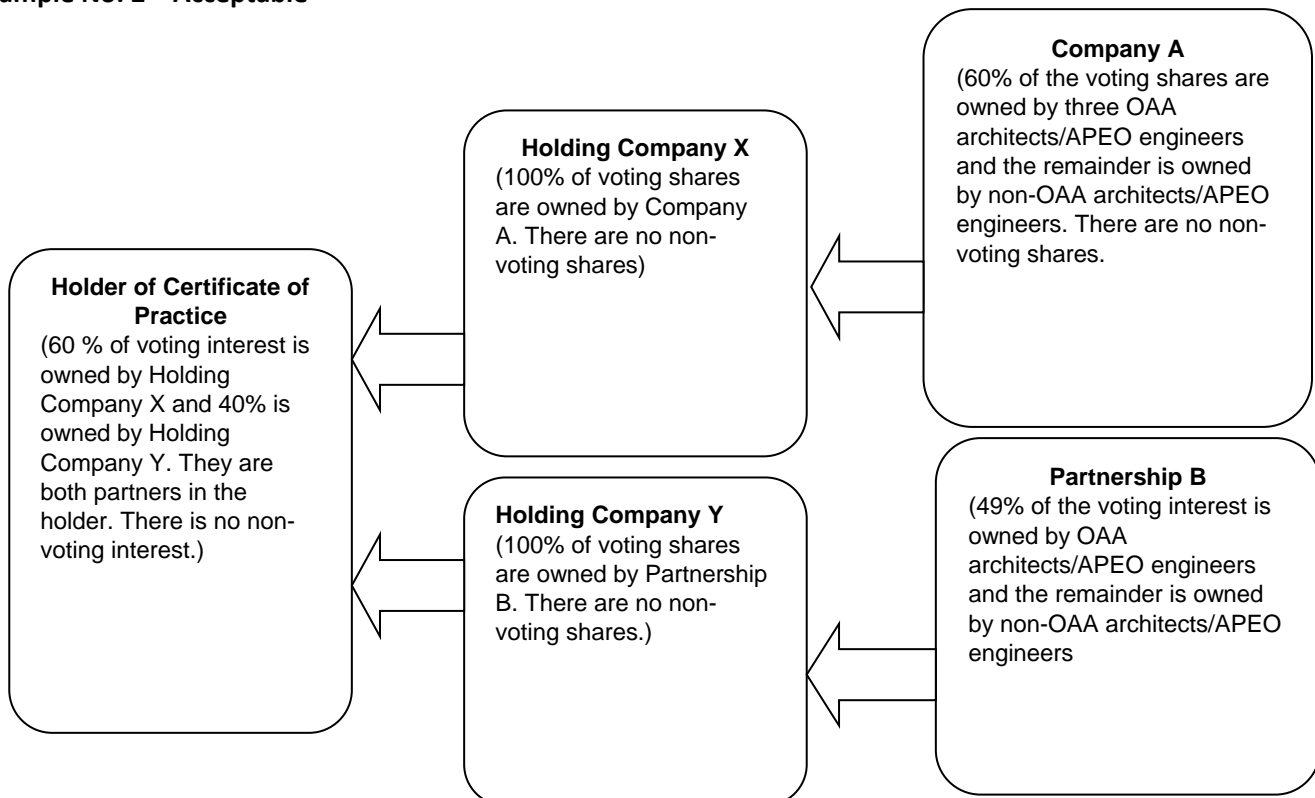 No. – Acceptable
Company A
(60% of the voting shares are
owned by three OAA
architects/APEO engineers
and the remainder is owned
by non-OAA architects/APEO
engineers. There are no non-
voting shares.
Holding Company X
(100% of voting shares
are owned by Company
A. There are no non-
voting shares)
Holder of Certificate of
Practice
(60 % of voting interest is
owned by Holding
Company X and 40% is
owned by Holding
Company Y. They are
both partners in the
holder. There is no non-
voting interest.)
Holding Company Y
(100% of voting shares
are owned by Partnership
B. There are no non-
voting shares.)
Partnership B
(49% of the voting interest is
owned by OAA
architects/APEO engineers
and the remainder is owned
by non-OAA architects/APEO
engineers